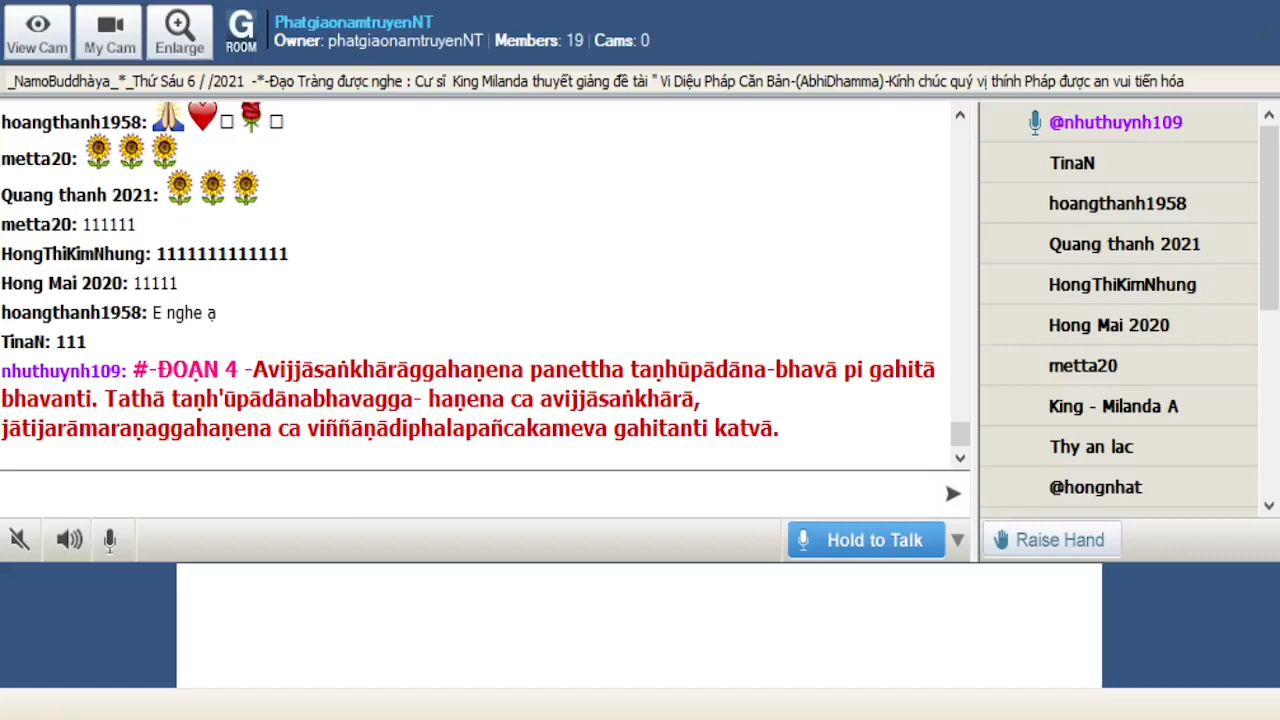 View Cam
My Cam
Enlarge
G
ROOM
PhatgiaonamtruyenNT
Owner: phatgiaonamtruyenNT | Members: 19 | Cams: 0
_NamoBuddhàya_*_Thứ Sáu 6 / /2021 -*-Đạo Tràng được nghe : Cư sĩ King Milanda thuyết giảng đề tài " Vi Diệu Pháp Căn Bản-(AbhiDhamma)-Kính chúc quý vị thính Pháp được an vui tiến hóa
hoangthanh1958:
metta20:
Quang thanh 2021:
metta20: 111111
HongThiKimNhung: 1111111111111
Hong Mai 2020: 11111
hoangthanh1958: E nghe ạ
TinaN: 111
nhuthuynh109: #-ĐOẠN 4 -Avijjāsaṅkhārāggahaṇena panettha taṇhūpādāna-bhavā pi gahitā
bhavanti. Tathā taṇh'ūpādānabhavagga- haṇena ca avijjāsaṅkhārā,
jātijarāmaraṇaggahaṇena ca viññāṇādiphalapañcakameva gahitanti katvā.
@nhuthuynh109
TinaN
hoangthanh1958
Quang thanh 2021
HongThiKimNhung
Hong Mai 2020
metta20
King - Milanda A
Thy an lac
@hongnhat
Hold to Talk
Raise Hand